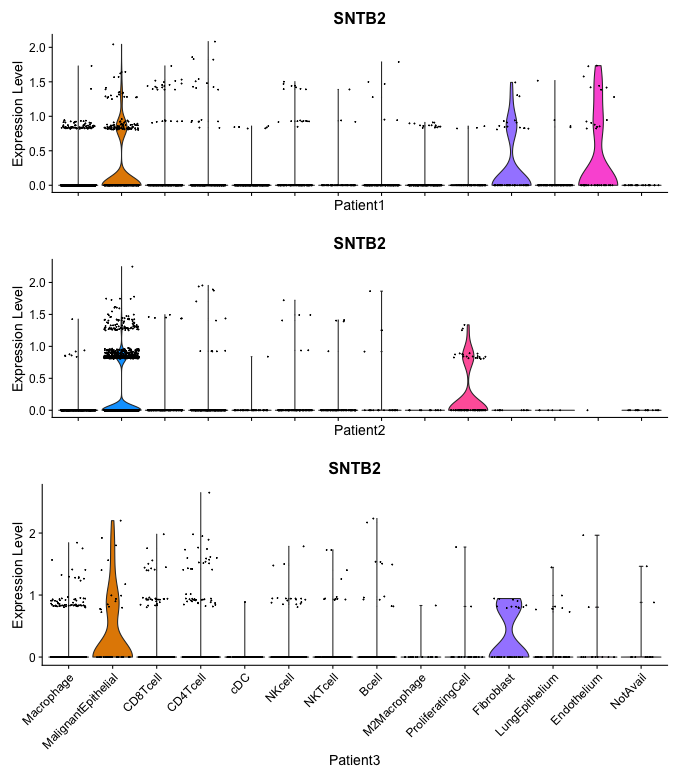 SNTB2
Expression Level
2.0
1.5
1.0
0.5
0.0
Patient1
SNTB2
Expression Level
2.0
1.5
1.0
0.5
0.0
Patient2
SNTB2
Expression Level
2
1
0
Macrophage
MalignantEpithelial
CD8Tcell
CD4Tcell
cDC
NKcell
NKTcell
Bcell
M2Macrophage
ProliferatingCell
Fibroblast
LungEpithelium
Endothelium
NotAvail
Patient3